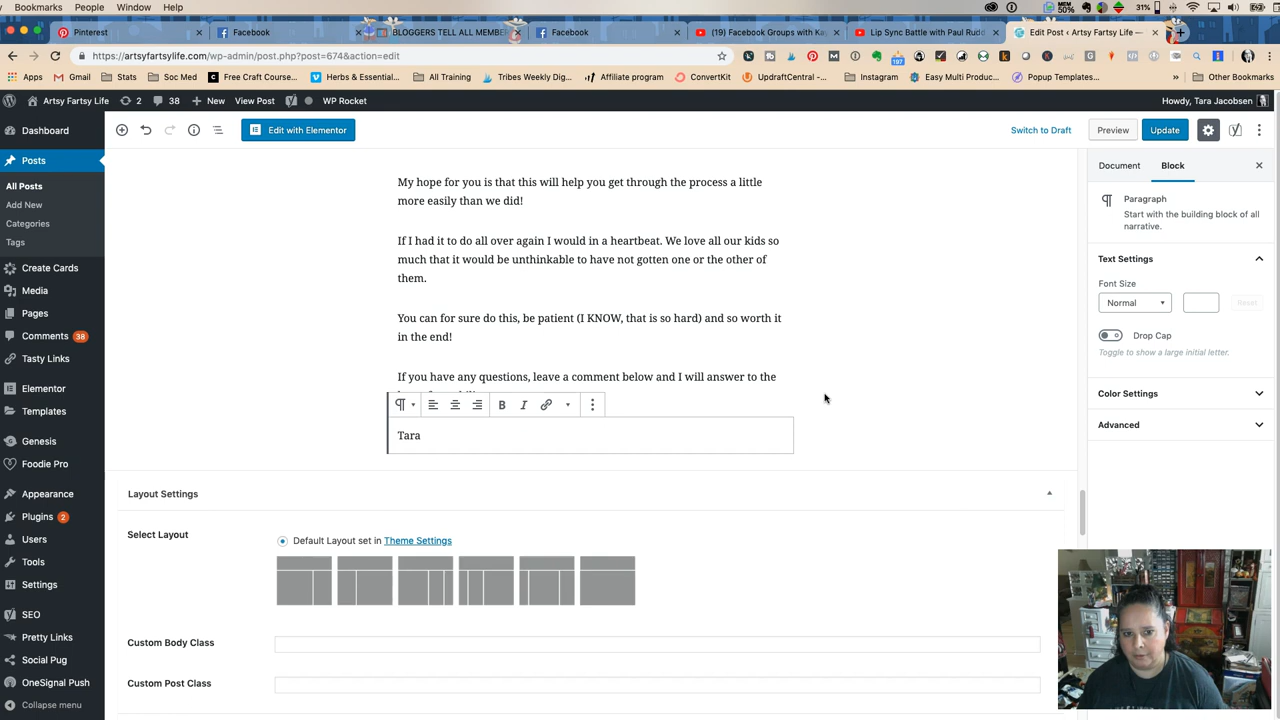 Bookmarks People Window Help
MEM 50%
31%
Pinterest
Facebook
BLOGGERS TELL ALL MEMBE
Facebook
(19) Facebook Groups with Ka
Lip Sync Battle with Paul Rudd
Edit Post ‹ Artsy Fartsy Life —
https://artsyfartsylife.com/wp-admin/post.php?post=674&action=edit
197
Apps
Gmail
Stats
Soc Med
Free Craft Course...
Herbs & Essential...
All Training
Tribes Weekly Dig...
Affiliate program
ConvertKit
UpdraftCentral -...
Instagram
Easy Multi Produc...
Popup Templates...
»
Other Bookmarks
Artsy Fartsy Life
2
38
New
View Post
WP Rocket
Howdy, Tara Jacobsen
Dashboard
Posts
All Posts
Add New
Categories
Tags
Create Cards
Media
Pages
Comments 38
Tasty Links
Elementor
Templates
Genesis
Foodie Pro
Appearance
Plugins 2
Users
Tools
Settings
SEO
Pretty Links
Social Pug
OneSignal Push
Collapse menu
Edit with Elementor
Switch to Draft
Preview
Update
My hope for you is that this will help you get through the process a little
more easily than we did!
If I had it to do all over again I would in a heartbeat. We love all our kids so
much that it would be unthinkable to have not gotten one or the other of
them.
You can for sure do this, be patient (I KNOW, that is so hard) and so worth it
in the end!
If you have any questions, leave a comment below and I will answer to the
B I
Tara
Layout Settings
Select Layout
Default Layout set in Theme Settings
Custom Body Class
Custom Post Class
Document
Block
Paragraph
Start with the building block of all
narrative.
Text Settings
Font Size
Normal
Reset
Drop Cap
Toggle to show a large initial letter.
Color Settings
Advanced